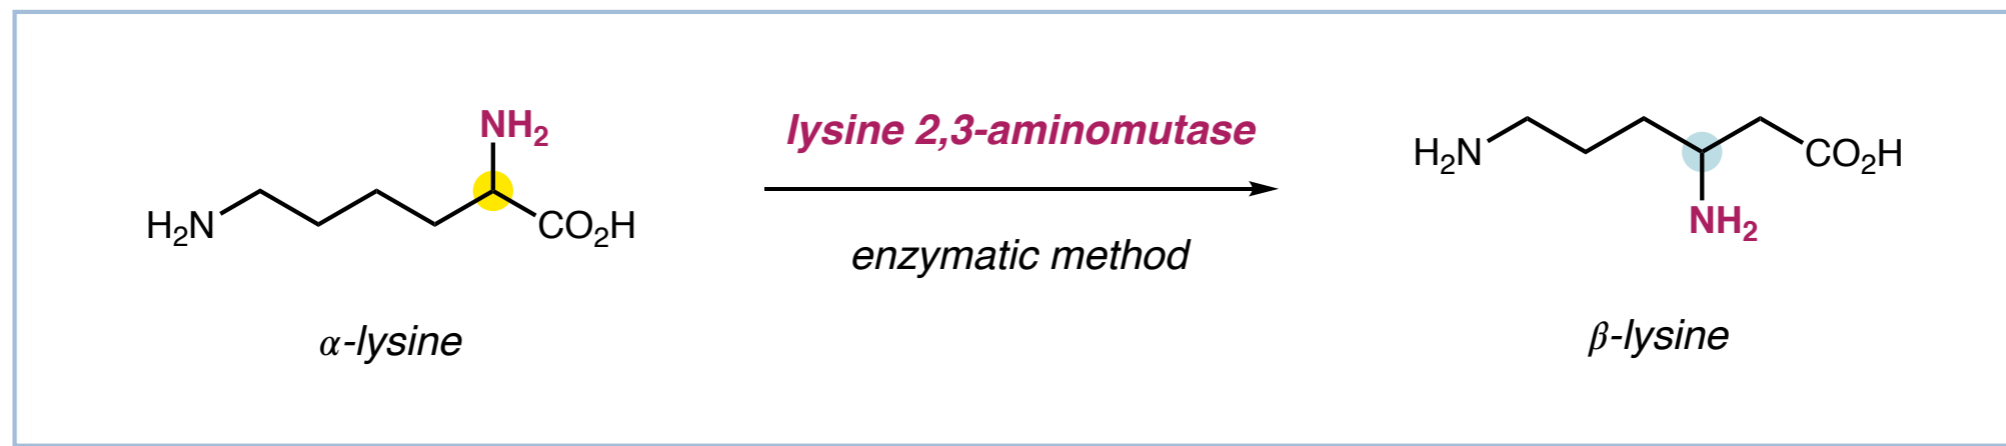 NH₂
H₂N
CO₂H
α-lysine
lysine 2,3-aminomutase
enzymatic method
H₂N
CO₂H
NH₂
β-lysine